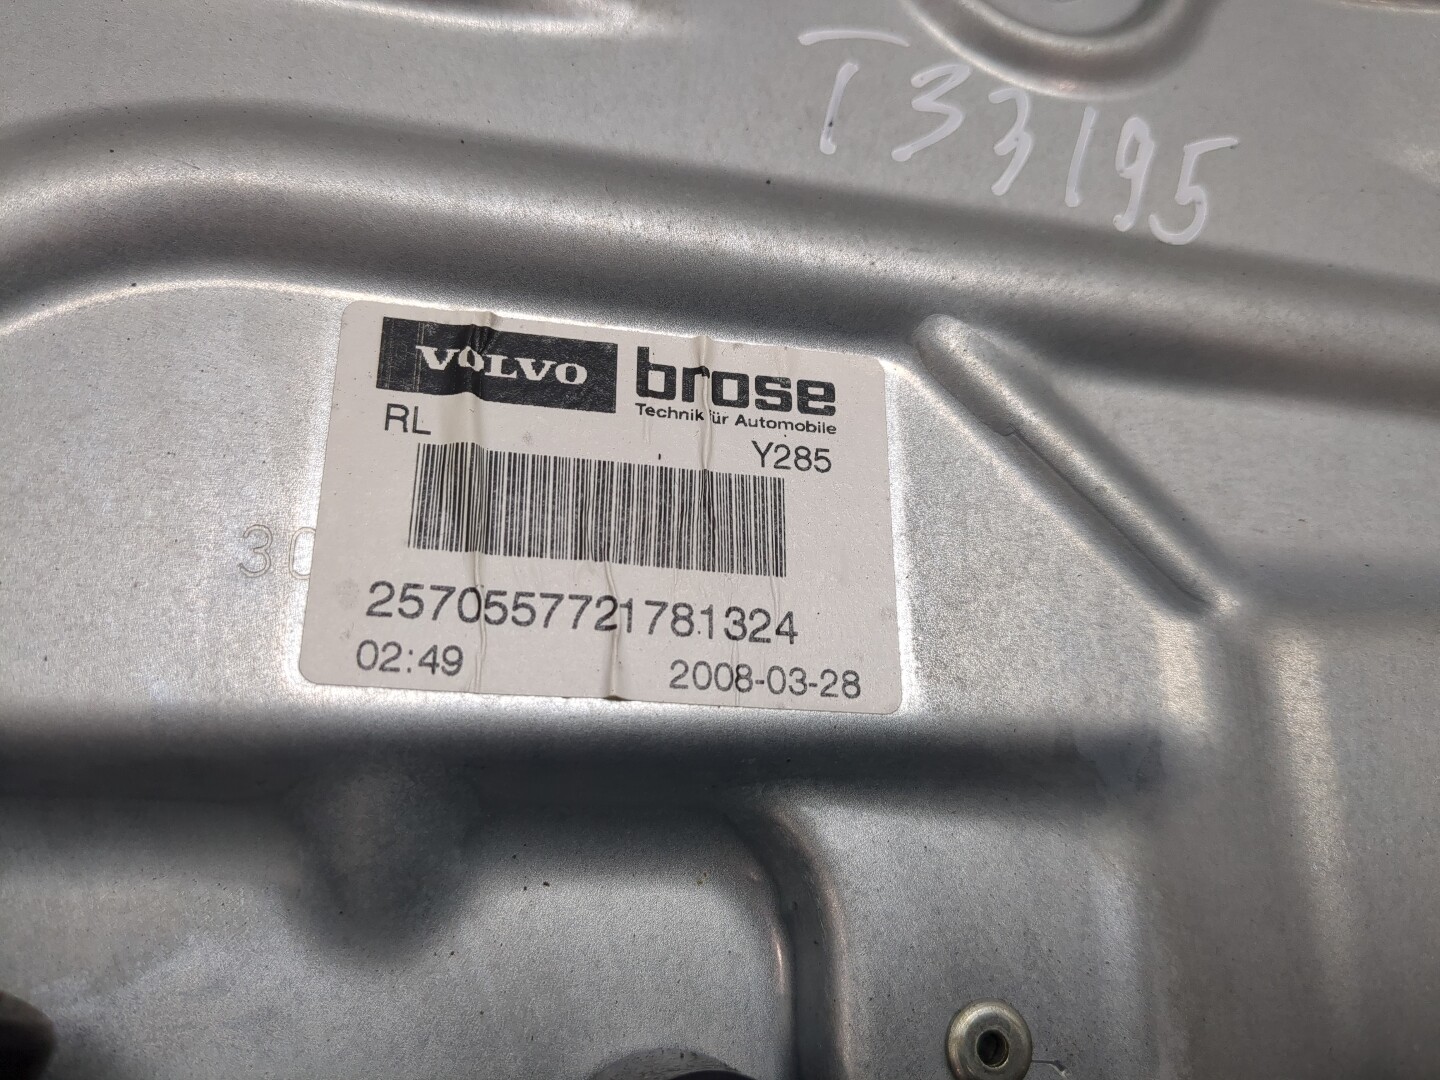 T33195
VOLVO brose
Technik für Automobile
RL
Y285
30
2570557721781324
02:49 2008-03-28